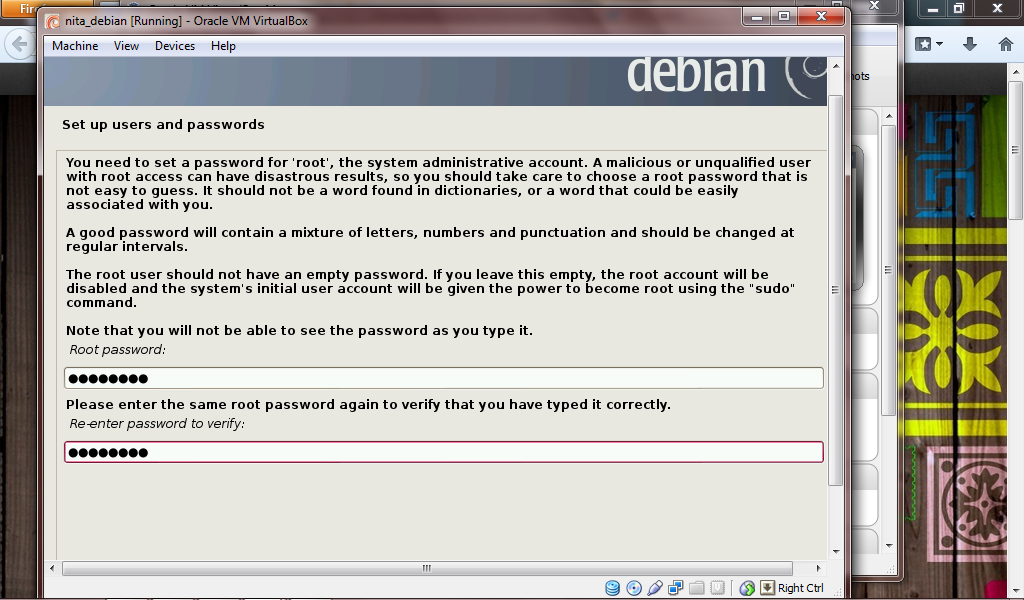 Fir
nita_debian [Running] - Oracle VM VirtualBox
Machine View Devices Help
hots
debian
Set up users and passwords
You need to set a password for 'root', the system administrative account. A malicious or unqualified user
with root access can have disastrous results, so you should take care to choose a root password that is
not easy to guess. It should not be a word found in dictionaries, or a word that could be easily
associated with you.
A good password will contain a mixture of letters, numbers and punctuation and should be changed at
regular intervals.
The root user should not have an empty password. If you leave this empty, the root account will be
disabled and the system's initial user account will be given the power to become root using the "sudo"
command.
Note that you will not be able to see the password as you type it.
Root password:
●●●●●●●●
Please enter the same root password again to verify that you have typed it correctly.
Re-enter password to verify:
●●●●●●●●
Right Ctrl